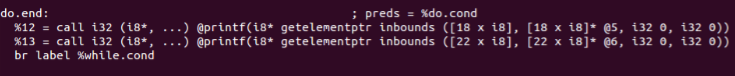 do.end: ; preds = %do.cond
%12 = call i32 (i8*, ...) @printf(i8* getelementptr inbounds ([18 x i8], [18 x i8]* @5, i32 0, i32 0))
%13 = call i32 (i8*, ...) @printf(i8* getelementptr inbounds ([22 x i8], [22 x i8]* @6, i32 0, i32 0))
br label %while.cond